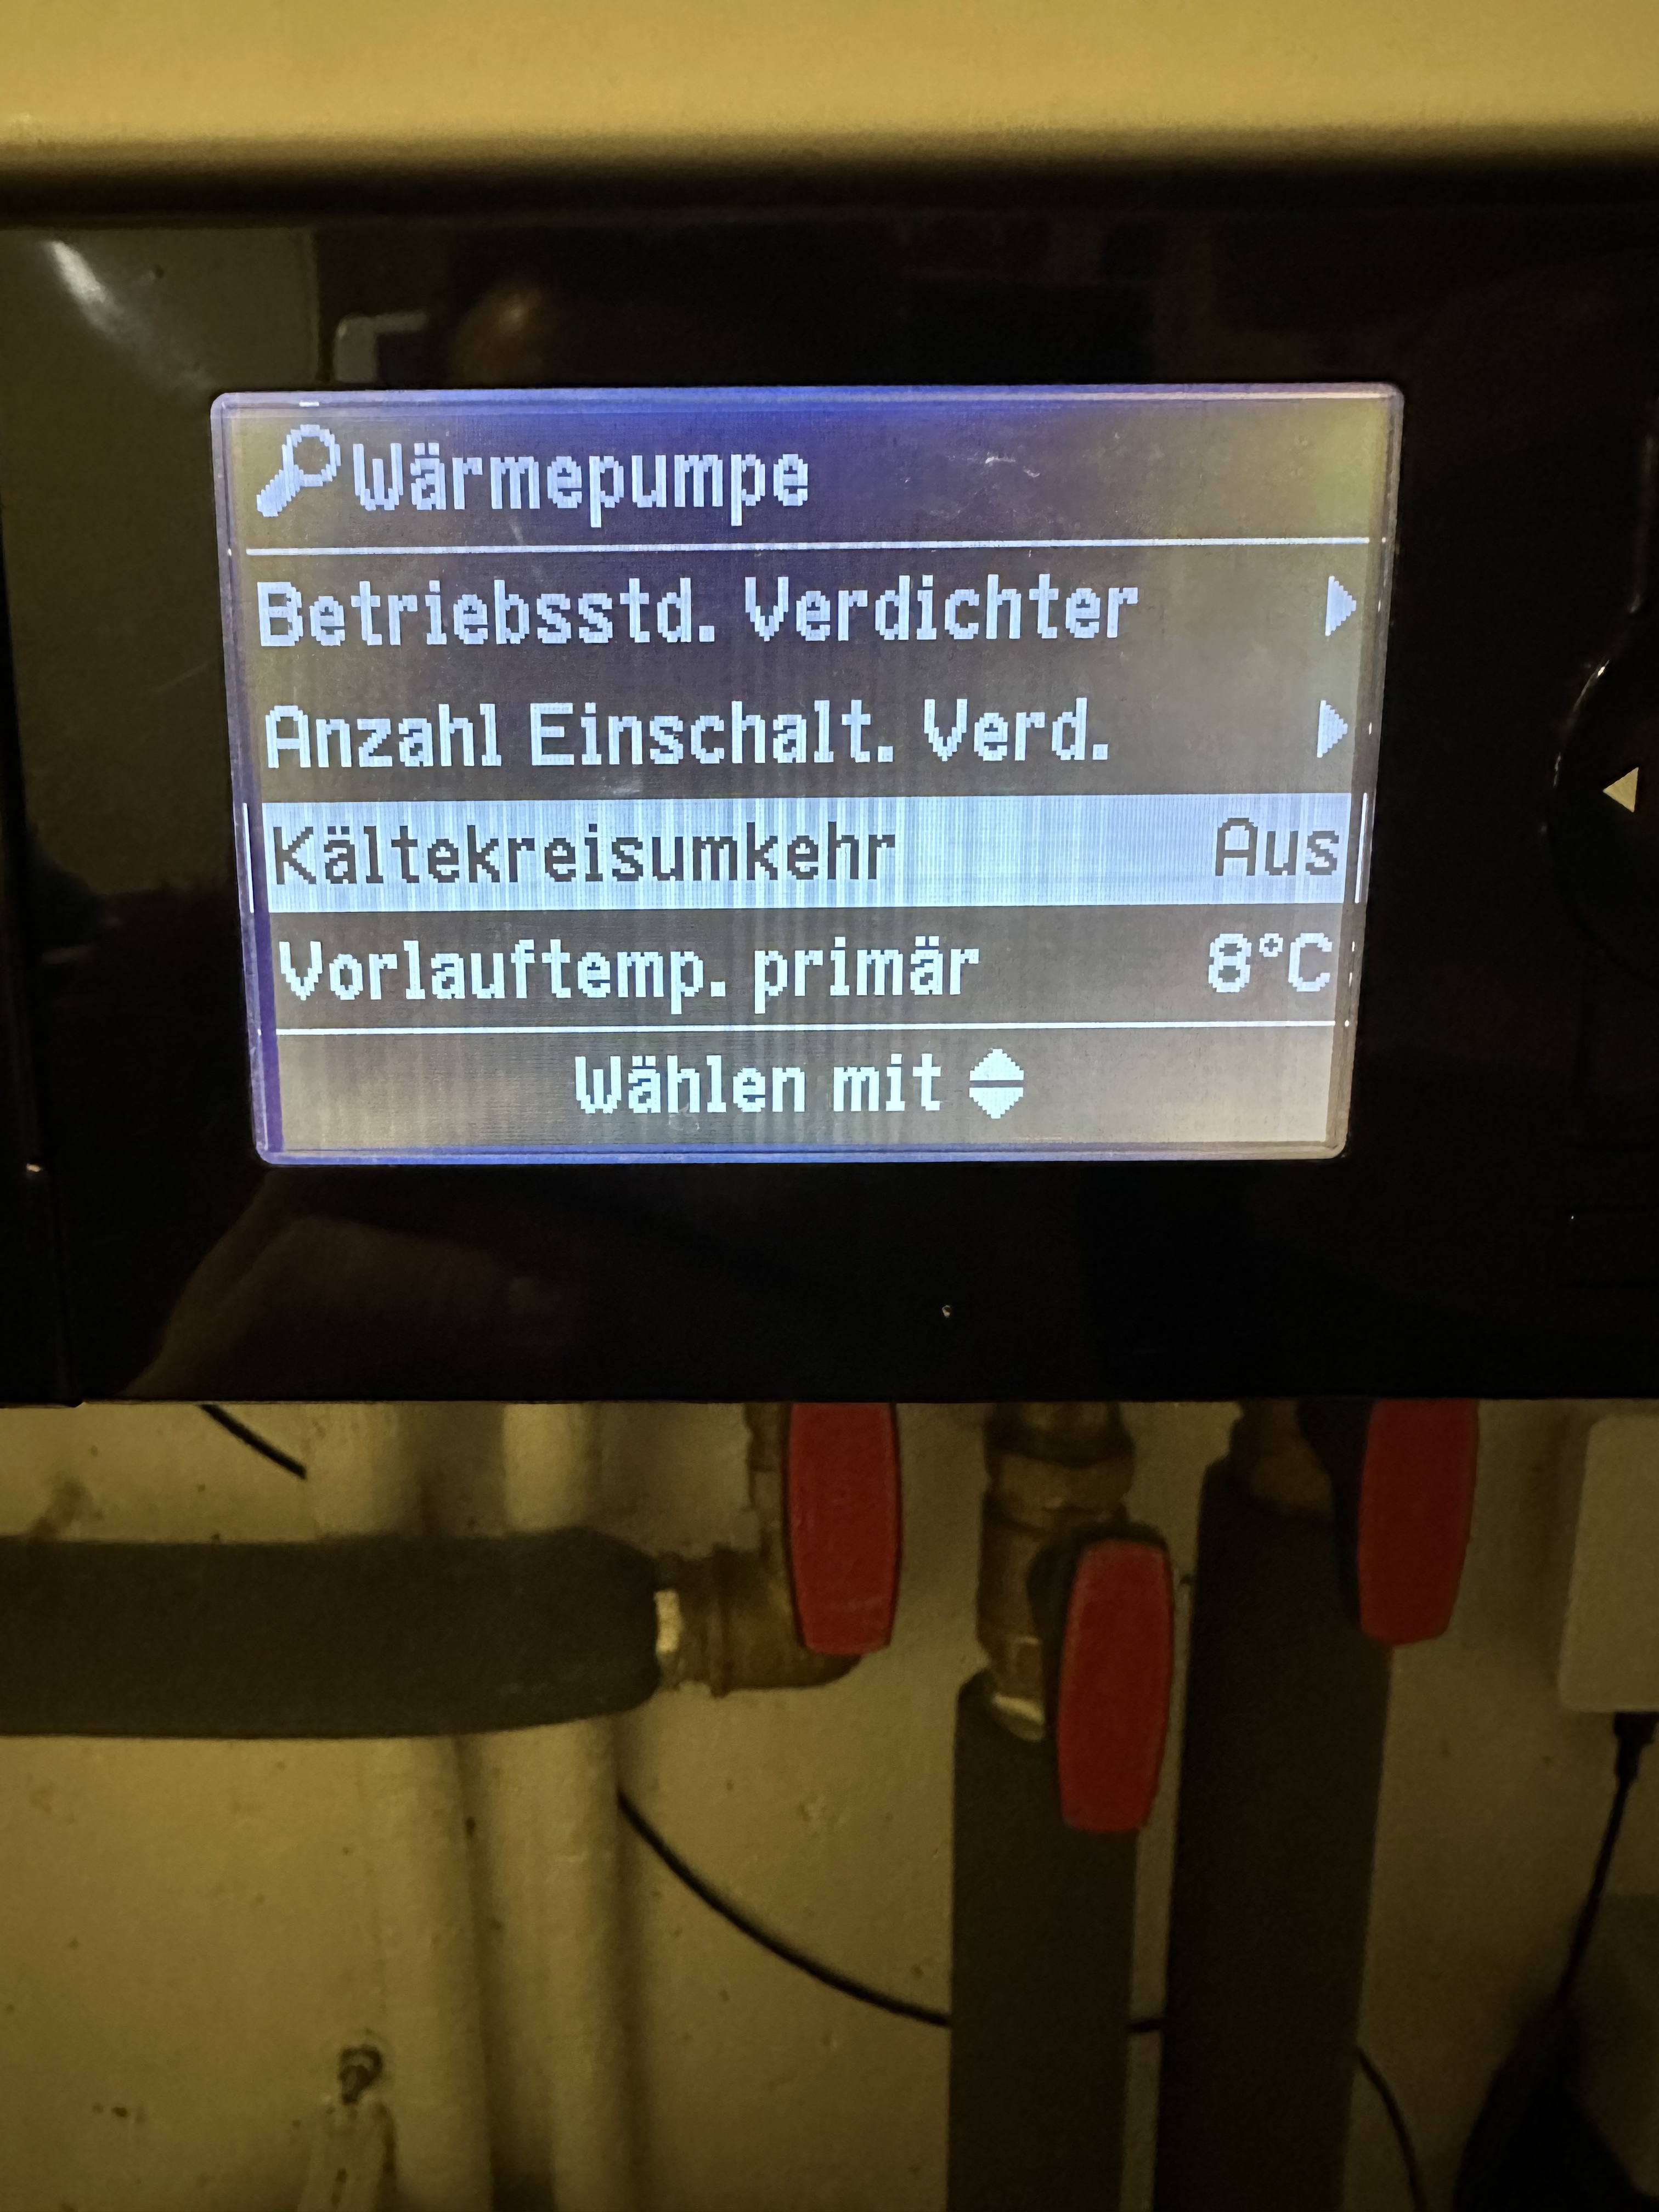 Wärmepumpe
Betriebsstd. Verdichter
Anzahl Einschalt. Verd.
Kältekreisumkehr Aus
Vorlauftemp. primär 8°C
Wählen mit